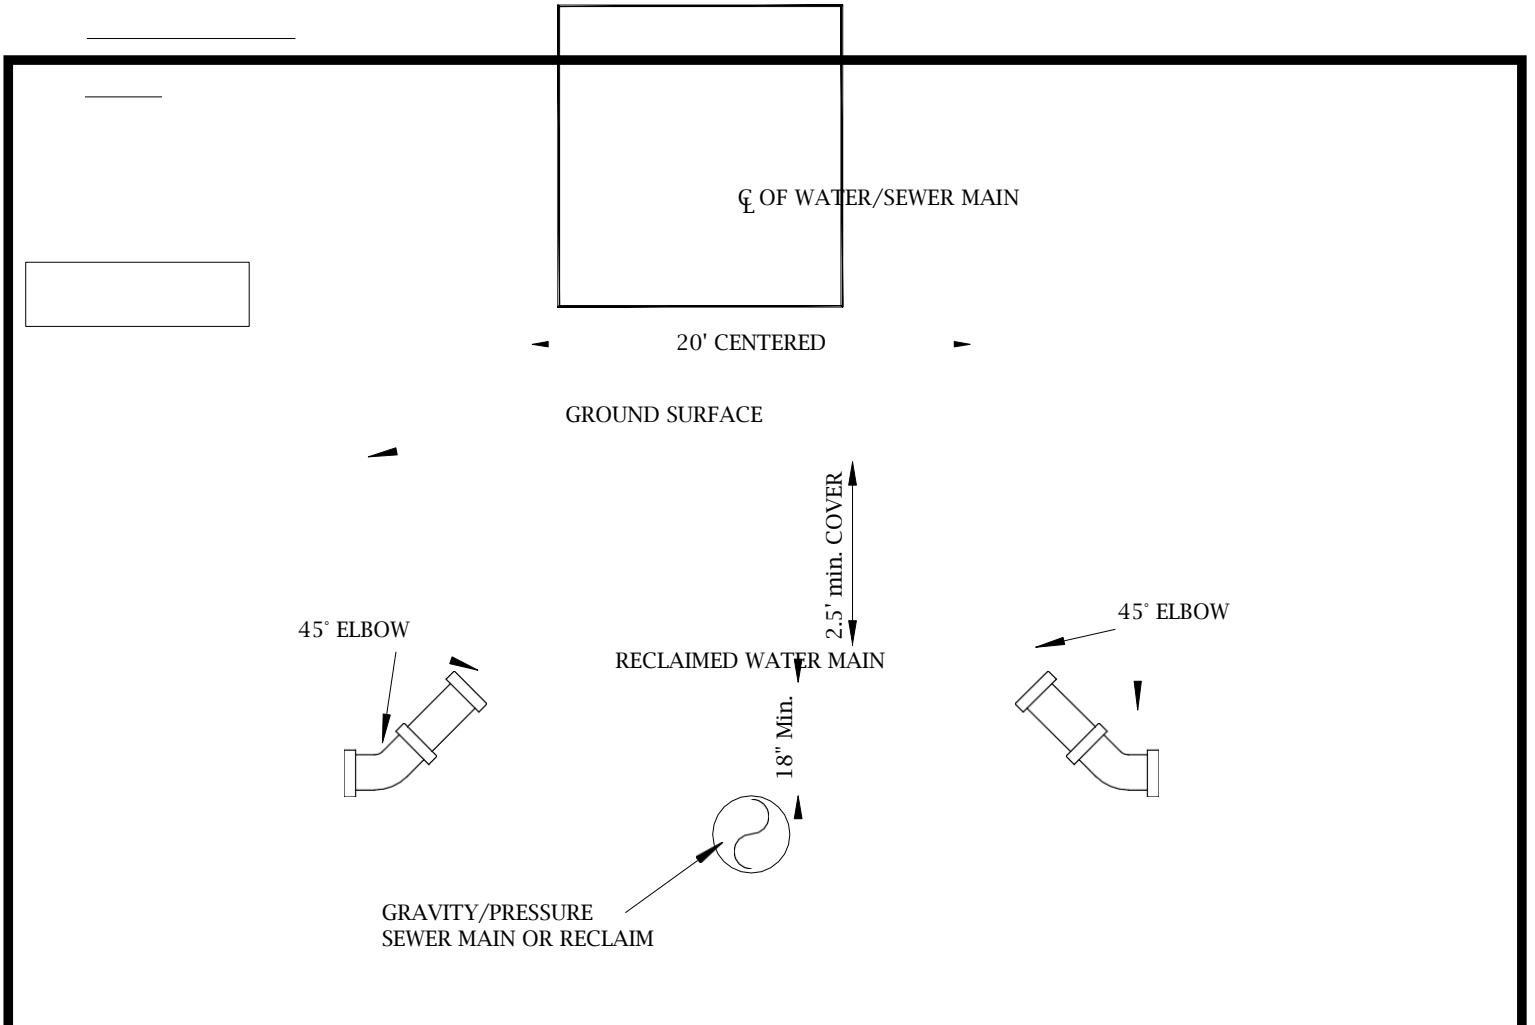 ℄ OF WATER/SEWER MAIN
20' CENTERED
GROUND SURFACE
2.5' min. COVER
45° ELBOW
45° ELBOW
RECLAIMED WATER MAIN
18" Min.
GRAVITY/PRESSURE
SEWER MAIN OR RECLAIM